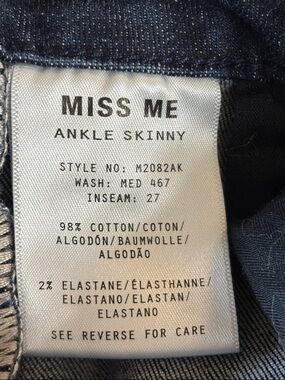 MISS ME
ANKLE SKINNY
STYLE NO: M2082AK
WASH: MED 467
INSEAM: 27
98% COTTON/COTON/
ALGODÓN/BAUMWOLLE/
ALGODÃO
2% ELASTANE/ÉLASTHANNE/
ELASTANO/ELASTAN/
ELASTANO
SEE REVERSE FOR CARE